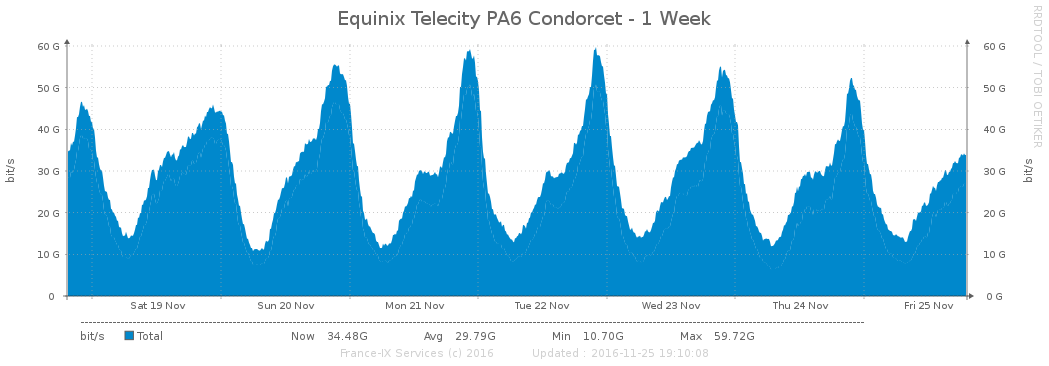 Equinix Telecity PA6 Condorcet - 1 Week
RRDTOOL / TOBI OETIKER
bit/s
60 G
50 G
40 G
30 G
20 G
10 G
0
60 G
50 G
40 G
30 G
20 G
10 G
0 G
bit/s
Sat 19 Nov Sun 20 Nov Mon 21 Nov Tue 22 Nov Wed 23 Nov Thu 24 Nov Fri 25 Nov
bit/s Total Now 34.48G Avg 29.79G Min 10.70G Max 59.72G
France-IX Services (c) 2016 Updated : 2016-11-25 19:10:08